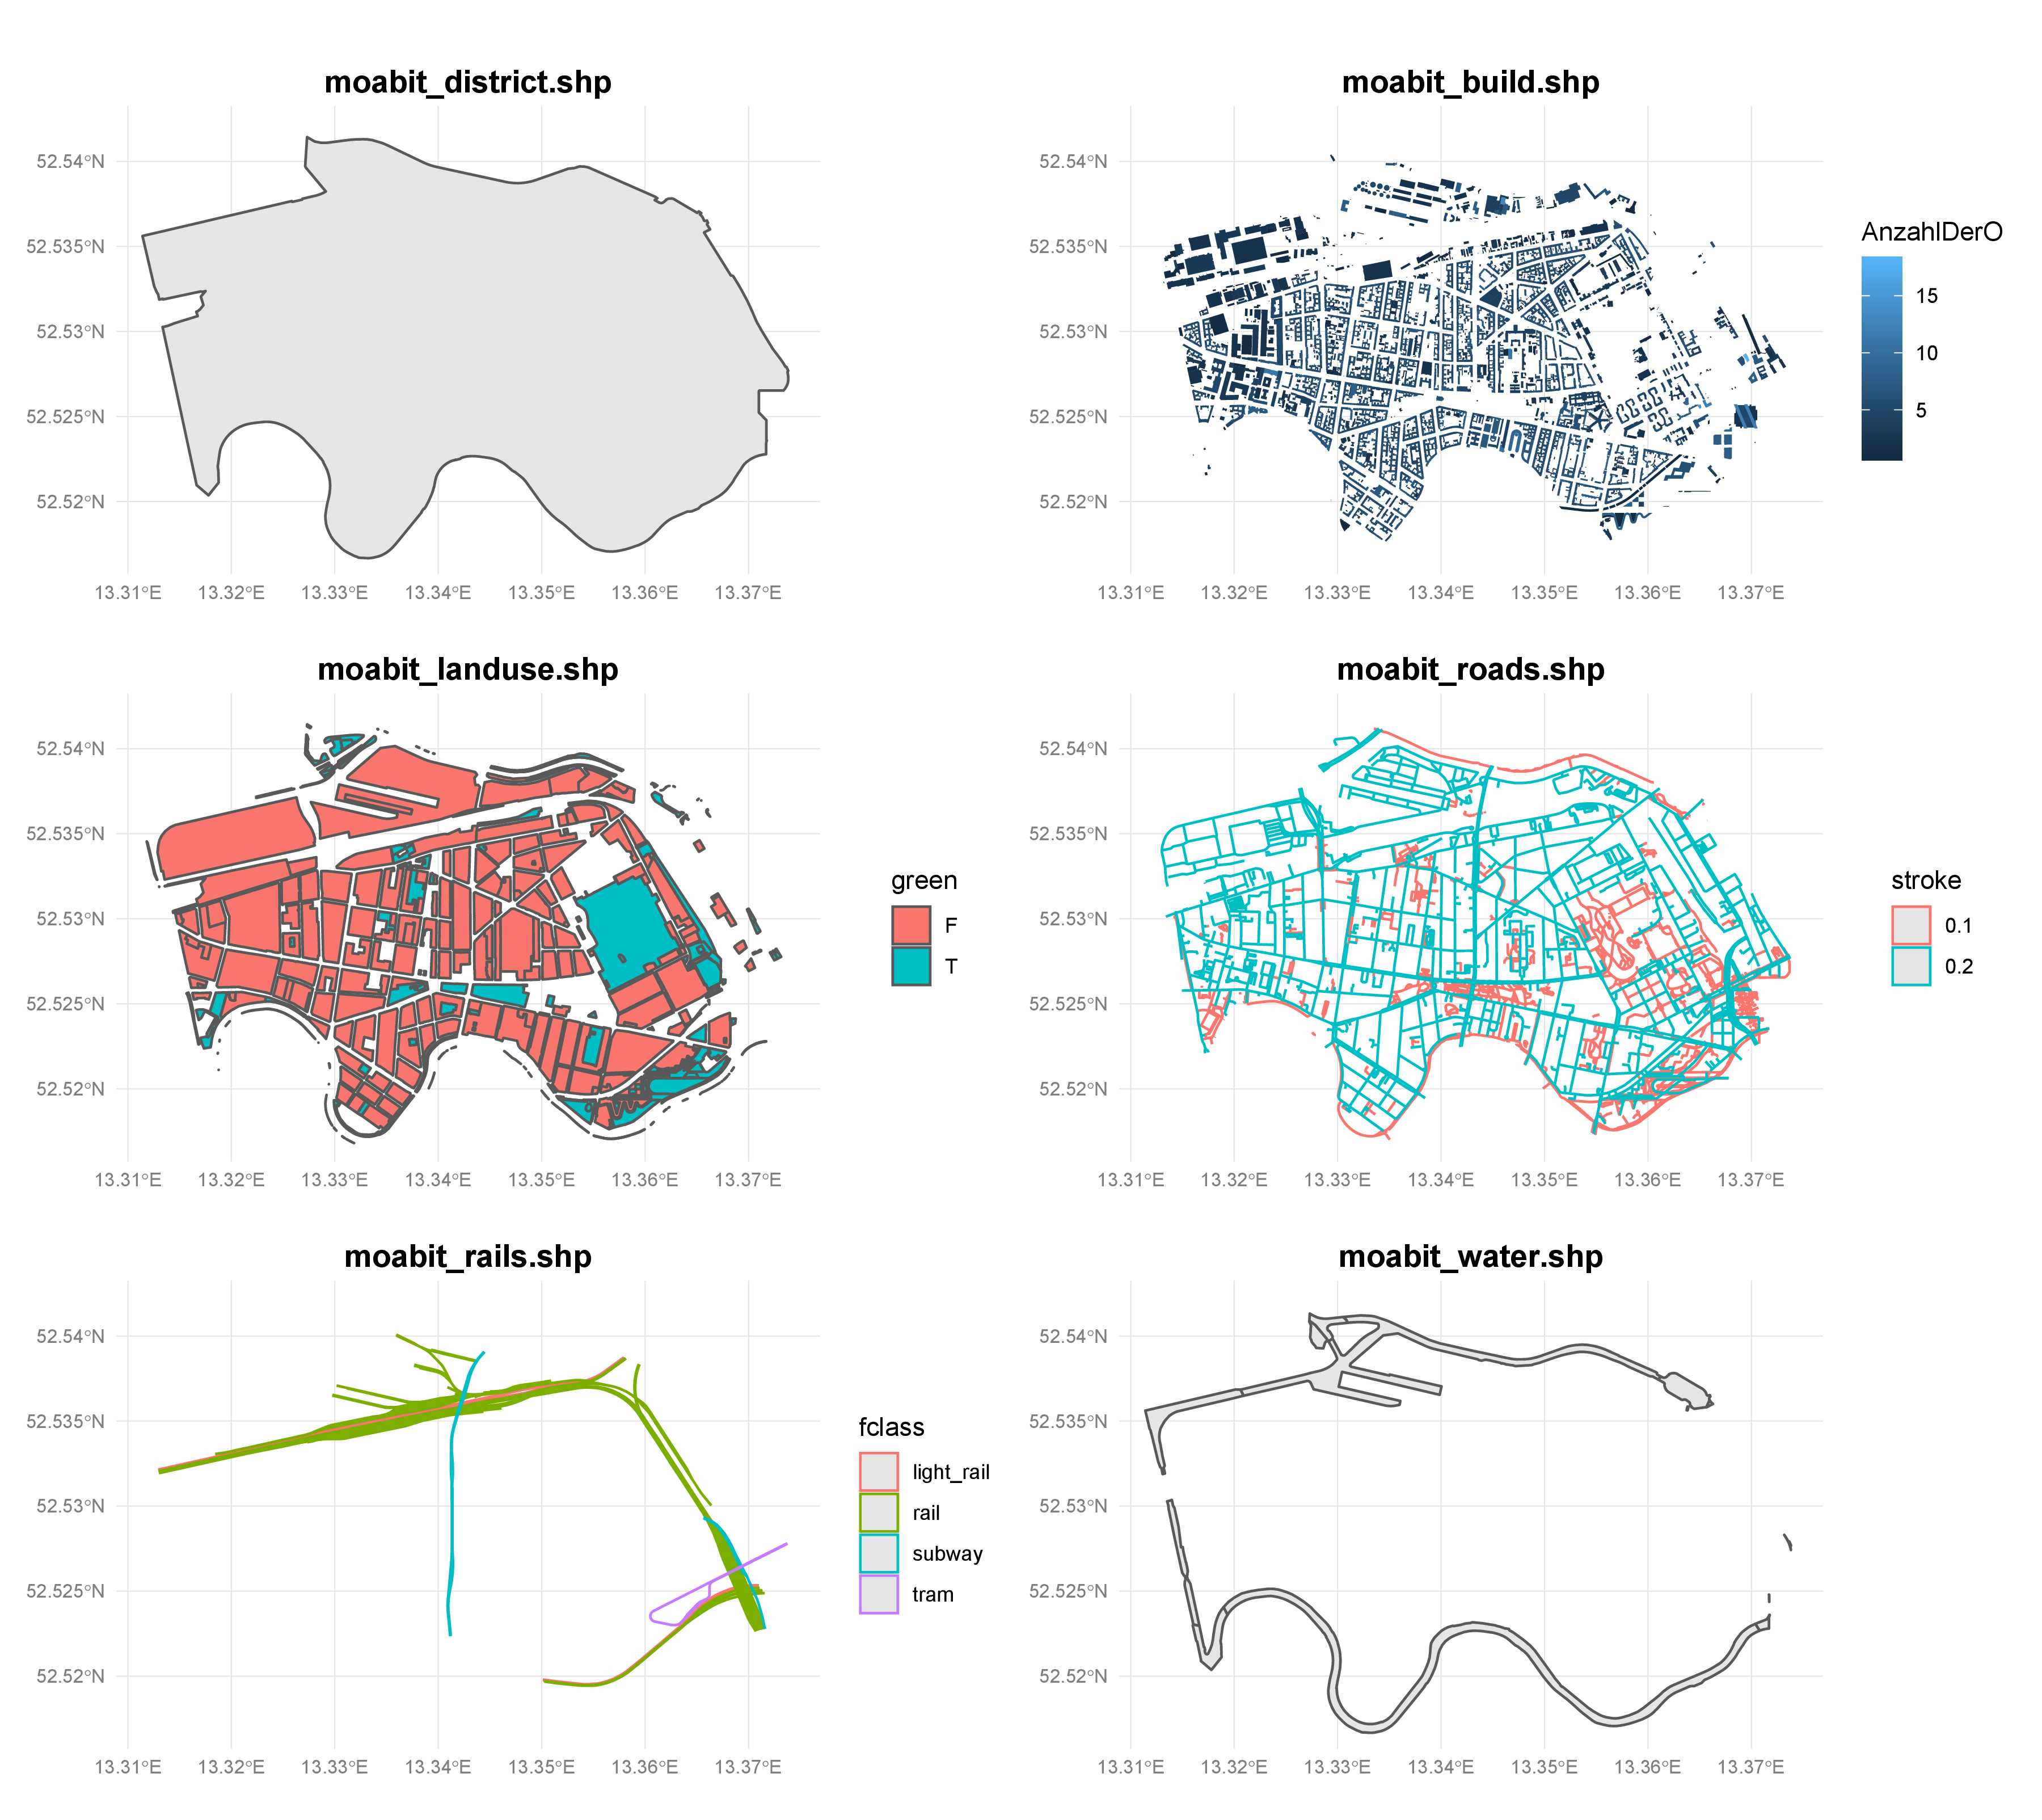 moabit_district.shp
52.54°N
52.535°N
52.53°N
52.525°N
52.52°N
13.31°E 13.32°E 13.33°E 13.34°E 13.35°E 13.36°E 13.37°E
moabit_build.shp
52.54°N
52.535°N
52.53°N
52.525°N
52.52°N
13.31°E 13.32°E 13.33°E 13.34°E 13.35°E 13.36°E 13.37°E
AnzahlDerO
15
10
5
moabit_landuse.shp
52.54°N
52.535°N
52.53°N
52.525°N
52.52°N
13.31°E 13.32°E 13.33°E 13.34°E 13.35°E 13.36°E 13.37°E
green
F
T
moabit_roads.shp
52.54°N
52.535°N
52.53°N
52.525°N
52.52°N
13.31°E 13.32°E 13.33°E 13.34°E 13.35°E 13.36°E 13.37°E
stroke
0.1
0.2
moabit_rails.shp
52.54°N
52.535°N
52.53°N
52.525°N
52.52°N
13.31°E 13.32°E 13.33°E 13.34°E 13.35°E 13.36°E 13.37°E
fclass
light_rail
rail
subway
tram
moabit_water.shp
52.54°N
52.535°N
52.53°N
52.525°N
52.52°N
13.31°E 13.32°E 13.33°E 13.34°E 13.35°E 13.36°E 13.37°E